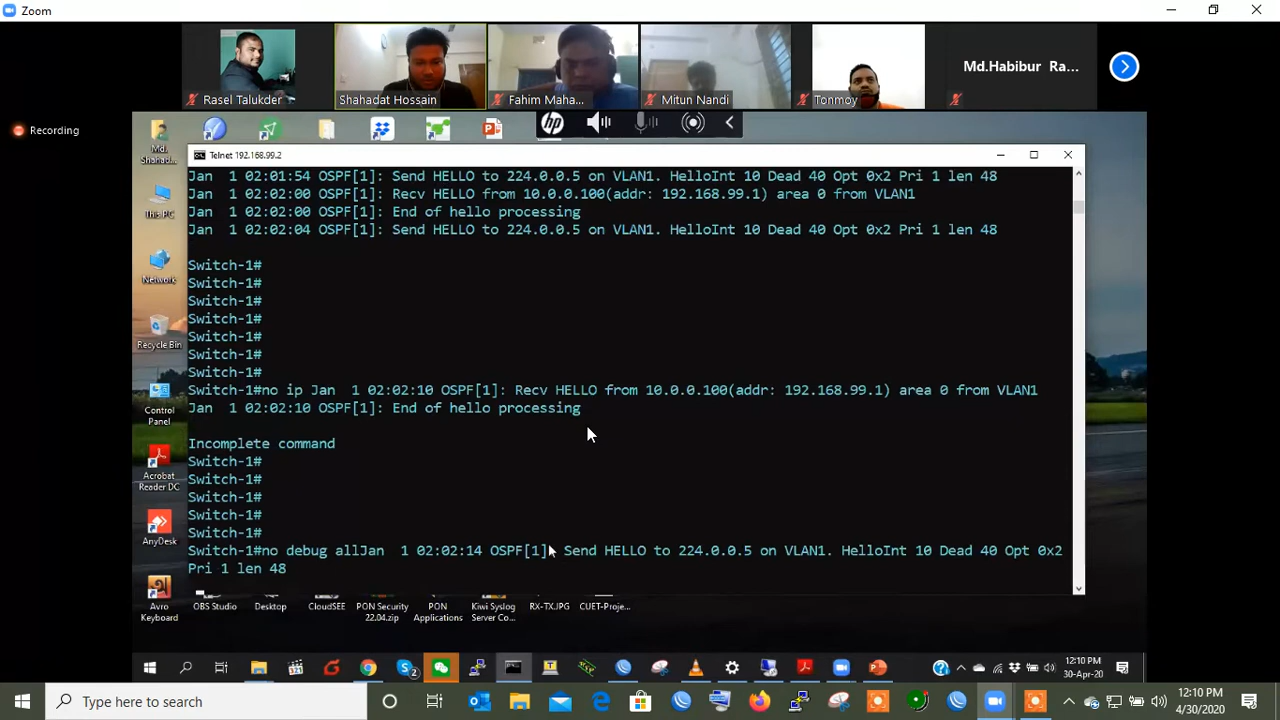 Zoom
Rasel Talukder
Shahadat Hossain
Fahim Maha...
Mitun Nandi
Tonmoy
Md.Habibur Ra...
Recording
hp
Md. Shahad...
This PC
Network
Recycle Bin
Control Panel
Acrobat Reader DC
AnyDesk
Avro Keyboard
Telnet 192.168.99.2
Jan 1 02:01:54 OSPF[1]: Send HELLO to 224.0.0.5 on VLAN1. HelloInt 10 Dead 40 Opt 0x2 Pri 1 len 48
Jan 1 02:02:00 OSPF[1]: Recv HELLO from 10.0.0.100(addr: 192.168.99.1) area 0 from VLAN1
Jan 1 02:02:00 OSPF[1]: End of hello processing
Jan 1 02:02:04 OSPF[1]: Send HELLO to 224.0.0.5 on VLAN1. HelloInt 10 Dead 40 Opt 0x2 Pri 1 len 48
Switch-1#
Switch-1#
Switch-1#
Switch-1#
Switch-1#
Switch-1#
Switch-1#
Switch-1#no ip Jan 1 02:02:10 OSPF[1]: Recv HELLO from 10.0.0.100(addr: 192.168.99.1) area 0 from VLAN1
Jan 1 02:02:10 OSPF[1]: End of hello processing
Incomplete command
Switch-1#
Switch-1#
Switch-1#
Switch-1#
Switch-1#
Switch-1#no debug allJan 1 02:02:14 OSPF[1]: Send HELLO to 224.0.0.5 on VLAN1. HelloInt 10 Dead 40 Opt 0x2
Pri 1 len 48
OBS Studio
Desktop
CloudSEE
PON Security 22.04.zip
PON Applications
Kiwi Syslog Server Co...
RX-TX.JPG
CUET-Proje...
12:10 PM
30-Apr-20
Type here to search
12:10 PM
4/30/2020